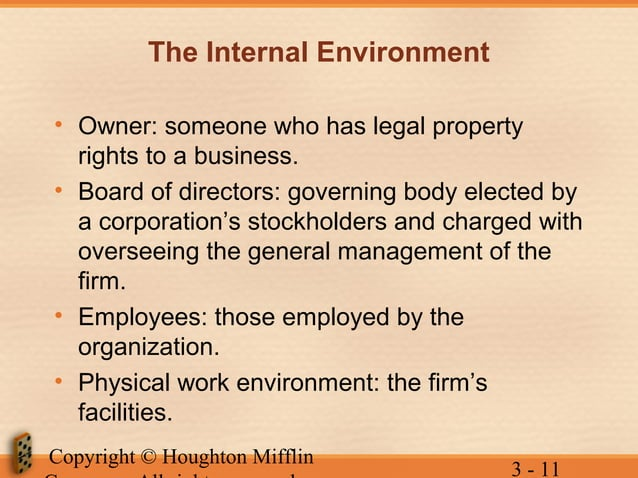 The Internal Environment
• Owner: someone who has legal property
rights to a business.
• Board of directors: governing body elected by
a corporation’s stockholders and charged with
overseeing the general management of the
firm.
• Employees: those employed by the
organization.
• Physical work environment: the firm’s
facilities.
Copyright © Houghton Mifflin
3 - 11